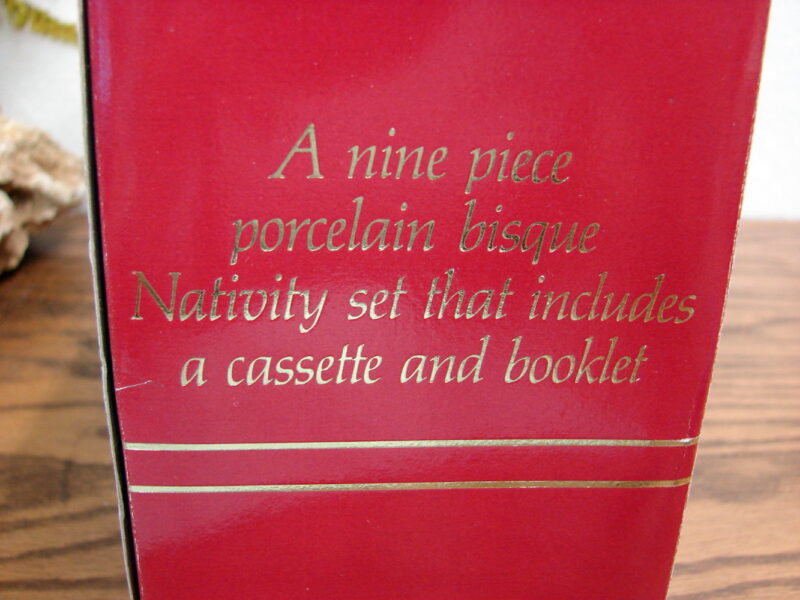 A nine piece
porcelain bisque
Nativity set that includes
a cassette and booklet